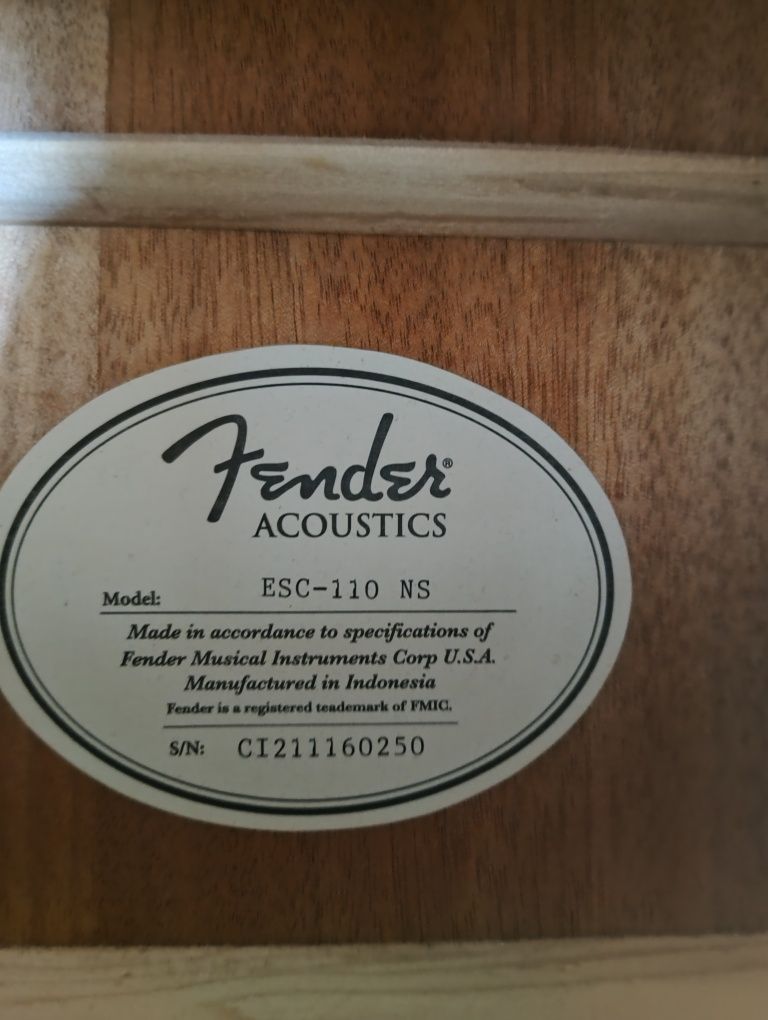 Fender®
ACOUSTICS
Model: ESC-110 NS
Made in accordance to specifications of
Fender Musical Instruments Corp U.S.A.
Manufactured in Indonesia
Fender is a registered teademark of FMIC.
S/N: CI211160250